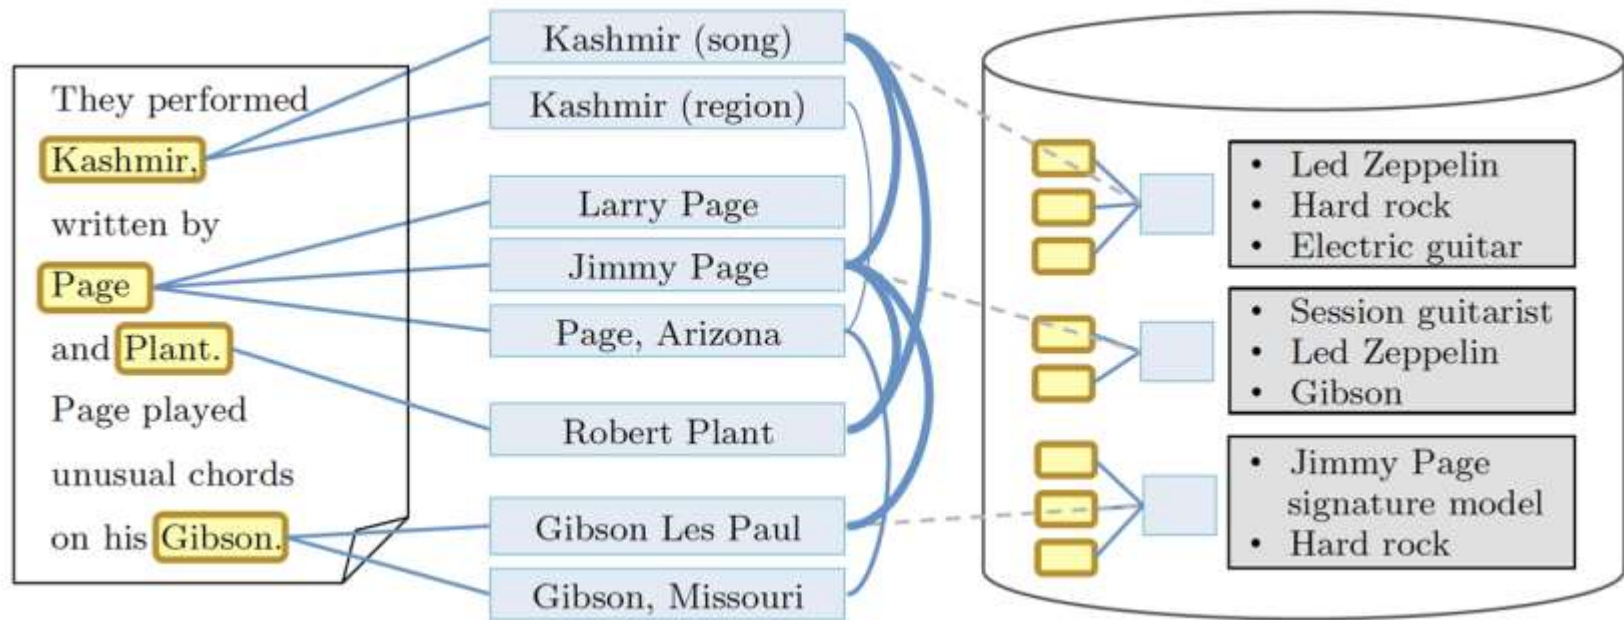 They performed
Kashmir,
written by
Page
and Plant.
Page played
unusual chords
on his Gibson.
Kashmir (song)
Kashmir (region)
Larry Page
Jimmy Page
Page, Arizona
Robert Plant
Gibson Les Paul
Gibson, Missouri
• Led Zeppelin
• Hard rock
• Electric guitar
• Session guitarist
• Led Zeppelin
• Gibson
• Jimmy Page
signature model
• Hard rock